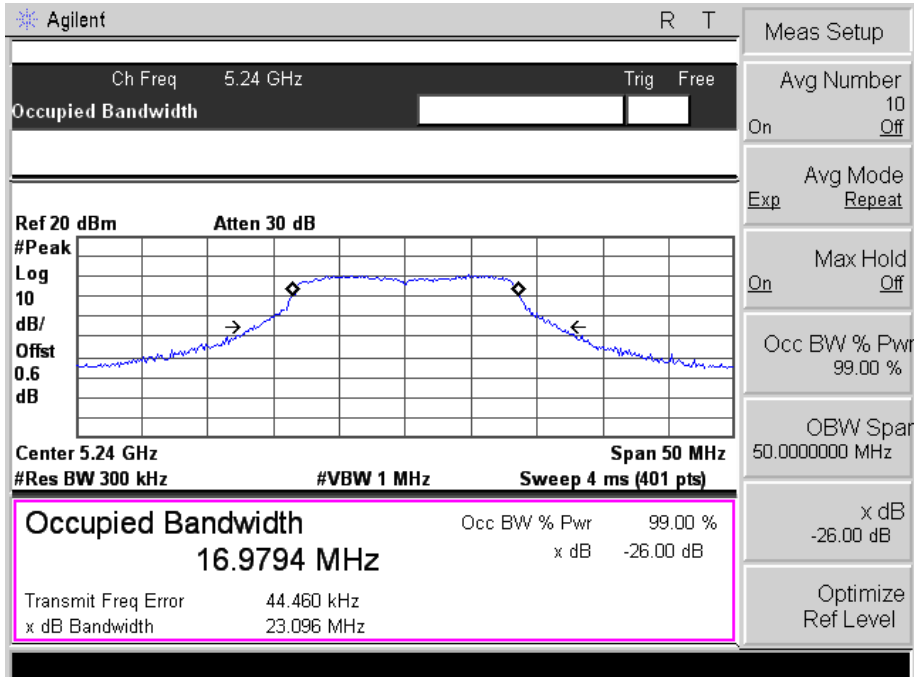 Agilent R T
Ch Freq 5.24 GHz Trig Free
Occupied Bandwidth
Ref 20 dBm Atten 30 dB
#Peak
Log
10
dB/
Offst
0.6
dB
Center 5.24 GHz Span 50 MHz
#Res BW 300 kHz #VBW 1 MHz Sweep 4 ms (401 pts)
Occupied Bandwidth Occ BW % Pwr 99.00 %
16.9794 MHz x dB -26.00 dB
Transmit Freq Error 44.460 kHz
x dB Bandwidth 23.096 MHz
Meas Setup
Avg Number
10
On Off
Avg Mode
Exp Repeat
Max Hold
On Off
Occ BW % Pwr
99.00 %
OBW Span
50.0000000 MHz
x dB
-26.00 dB
Optimize
Ref Level